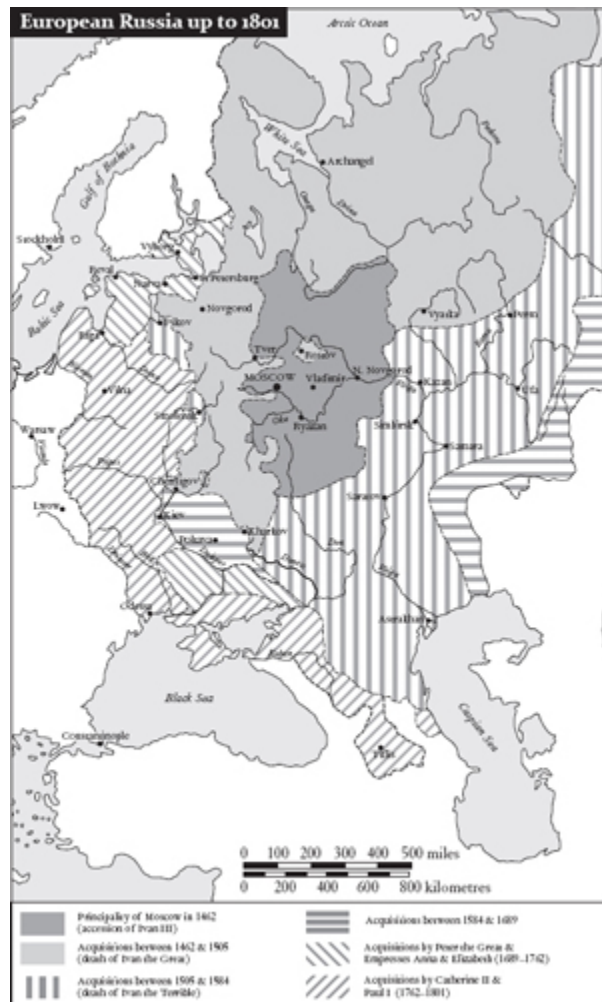 European Russia up to 1801
Arctic Ocean
White Sea
Archangel
Gulf of Bothnia
Stockholm
Vyborg
Reval
Narva
St Petersburg
Baltic Sea
Novgorod
Pskov
Riga
Vyatka
Perm
Tver
Rostov
N. Novgorod
MOSCOW
Vladimir
Kazan
Ufa
Vilna
Smolensk
Oka
Ryazan
Simbirsk
Samara
Warsaw
Chernigov
Saratov
Lwow
Kiev
Kharkov
Poltava
Don
Volga
Odessa
Astrakhan
Kuban
Black Sea
Caspian Sea
Constantinople
Tiflis
0 100 200 300 400 500 miles
0 200 400 600 800 kilometres
Principality of Moscow in 1462
(accession of Ivan III)
Acquisitions between 1462 & 1505
(death of Ivan the Great)
Acquisitions between 1505 & 1584
(death of Ivan the Terrible)
Acquisitions between 1584 & 1689
Acquisitions by Peter the Great &
Empresses Anna & Elizabeth (1689–1762)
Acquisitions by Catherine II &
Paul I (1762–1801)